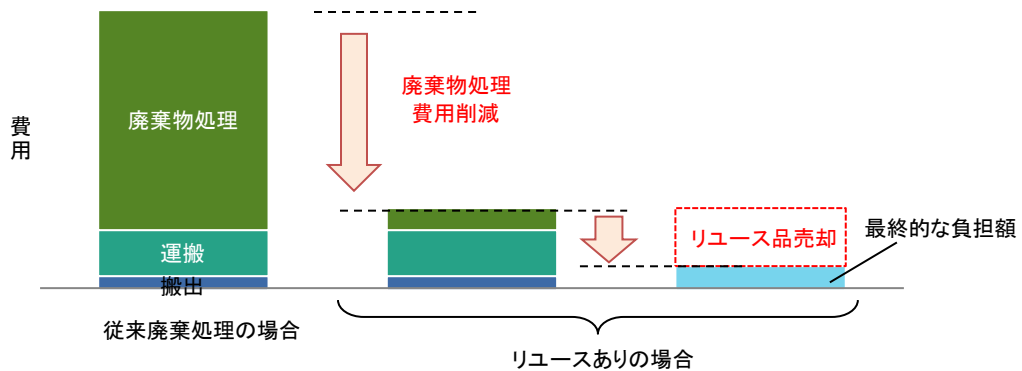 費用
廃棄物処理
運搬
搬出
従来廃棄処理の場合
廃棄物処理
費用削減
リユース品売却
最終的な負担額
リユースありの場合